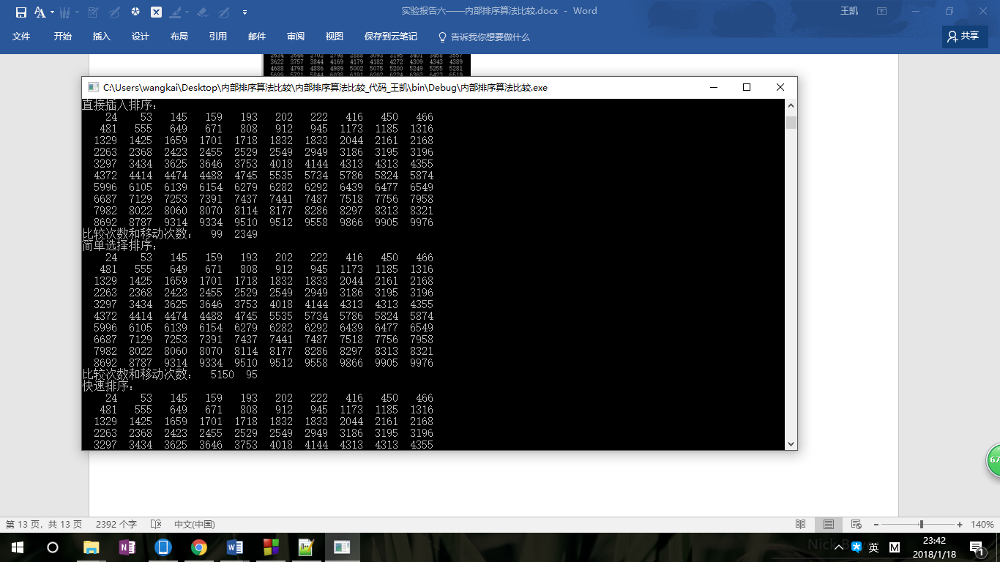 实验报告六——内部排序算法比较.docx - Word
王凯
文件 开始 插入 设计 布局 引用 邮件 审阅 视图 保存到云笔记 告诉我你想要做什么 共享
2634 2646 2702 2798 2888 3093 3195 3401 3458 3557
3622 3757 3844 4169 4179 4182 4272 4309 4343 4389
4688 4798 4886 4989 5002 5075 5200 5249 5255 5281
5699 5721 5844 6038 6191 6202 6224 6362 6423 6519
C:\Users\wangkai\Desktop\内部排序算法比较\内部排序算法比较_代码_王凯\bin\Debug\内部排序算法比较.exe
直接插入排序:
24 53 145 159 193 202 222 416 450 466
481 555 649 671 808 912 945 1173 1185 1316
1329 1425 1659 1701 1718 1832 1833 2044 2161 2168
2263 2368 2423 2455 2529 2549 2949 3186 3195 3196
3297 3434 3625 3646 3753 4018 4144 4313 4313 4355
4372 4414 4474 4488 4745 5535 5734 5786 5824 5874
5996 6105 6139 6154 6279 6282 6292 6439 6477 6549
6687 7129 7253 7391 7437 7441 7487 7518 7756 7958
7982 8022 8060 8070 8114 8177 8286 8297 8313 8321
8692 8787 9314 9334 9510 9512 9558 9866 9905 9976
比较次数和移动次数: 99 2349
简单选择排序:
24 53 145 159 193 202 222 416 450 466
481 555 649 671 808 912 945 1173 1185 1316
1329 1425 1659 1701 1718 1832 1833 2044 2161 2168
2263 2368 2423 2455 2529 2549 2949 3186 3195 3196
3297 3434 3625 3646 3753 4018 4144 4313 4313 4355
4372 4414 4474 4488 4745 5535 5734 5786 5824 5874
5996 6105 6139 6154 6279 6282 6292 6439 6477 6549
6687 7129 7253 7391 7437 7441 7487 7518 7756 7958
7982 8022 8060 8070 8114 8177 8286 8297 8313 8321
8692 8787 9314 9334 9510 9512 9558 9866 9905 9976
比较次数和移动次数: 5150 95
快速排序:
24 53 145 159 193 202 222 416 450 466
481 555 649 671 808 912 945 1173 1185 1316
1329 1425 1659 1701 1718 1832 1833 2044 2161 2168
2263 2368 2423 2455 2529 2549 2949 3186 3195 3196
3297 3434 3625 3646 3753 4018 4144 4313 4313 4355
67
第 13 页，共 13 页 2392 个字 中文(中国) 140%
英 M 23:42
2018/1/18
1